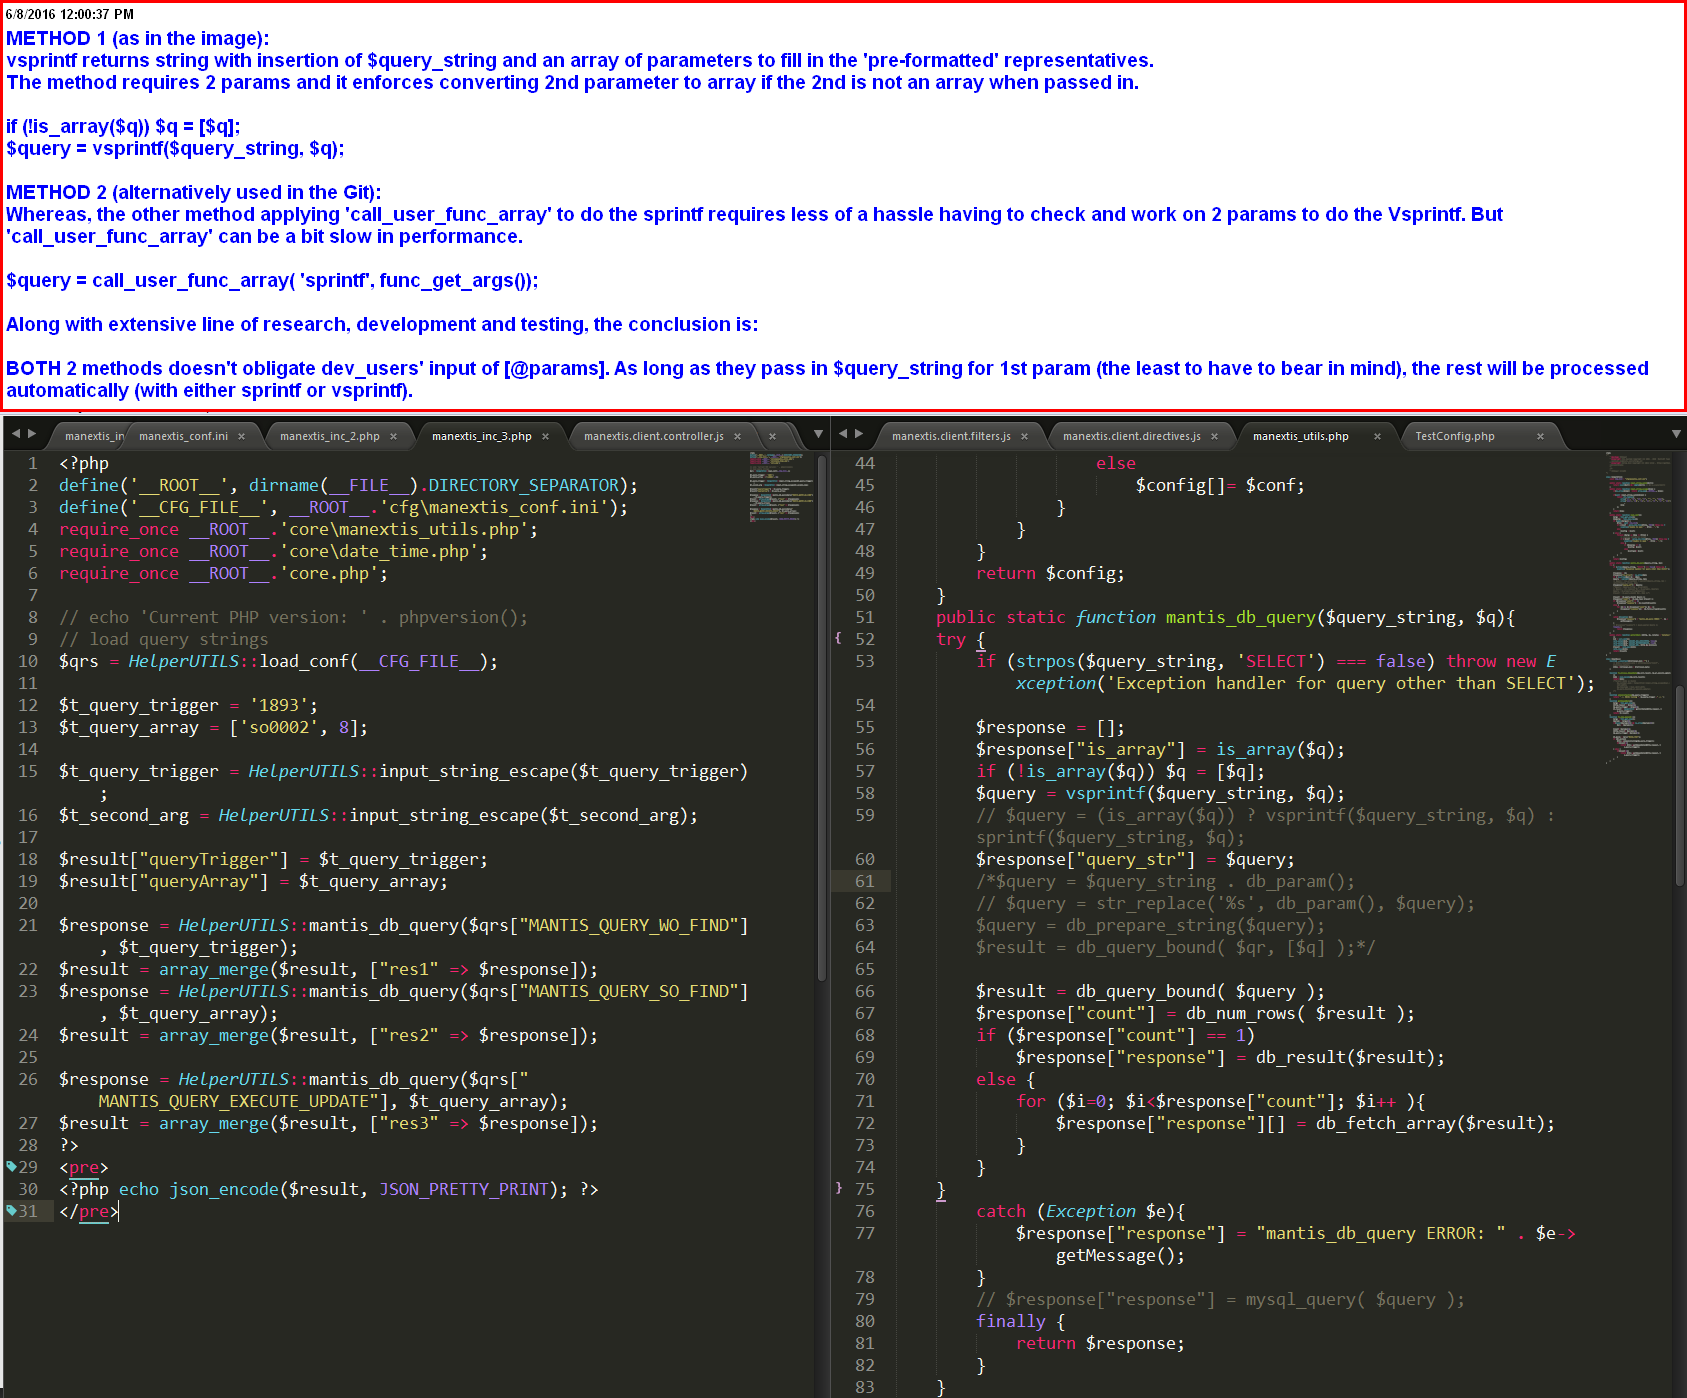 6/8/2016 12:00:37 PM
METHOD 1 (as in the image):
vsprintf returns string with insertion of $query_string and an array of parameters to fill in the 'pre-formatted' representatives.
The method requires 2 params and it enforces converting 2nd parameter to array if the 2nd is not an array when passed in.
if (!is_array($q)) $q = [$q];
$query = vsprintf($query_string, $q);
METHOD 2 (alternatively used in the Git):
Whereas, the other method applying 'call_user_func_array' to do the sprintf requires less of a hassle having to check and work on 2 params to do the Vsprintf. But
'call_user_func_array' can be a bit slow in performance.
$query = call_user_func_array( 'sprintf', func_get_args());
Along with extensive line of research, development and testing, the conclusion is:
BOTH 2 methods doesn't obligate dev_users' input of [@params]. As long as they pass in $query_string for 1st param (the least to have to bear in mind), the rest will be processed
automatically (with either sprintf or vsprintf).
manextis_in manextis_conf.ini × manextis_inc_2.php × manextis_inc_3.php × manextis.client.controller.js × ×
1 <?php
2 define('__ROOT__', dirname(__FILE__).DIRECTORY_SEPARATOR);
3 define('__CFG_FILE__', __ROOT__.'cfg\manextis_conf.ini');
4 require_once __ROOT__.'core\manextis_utils.php';
5 require_once __ROOT__.'core\date_time.php';
6 require_once __ROOT__.'core.php';
7
8 // echo 'Current PHP version: ' . phpversion();
9 // load query strings
10 $qrs = HelperUTILS::load_conf(__CFG_FILE__);
11
12 $t_query_trigger = '1893';
13 $t_query_array = ['so0002', 8];
14
15 $t_query_trigger = HelperUTILS::input_string_escape($t_query_trigger)
;
16 $t_second_arg = HelperUTILS::input_string_escape($t_second_arg);
17
18 $result["queryTrigger"] = $t_query_trigger;
19 $result["queryArray"] = $t_query_array;
20
21 $response = HelperUTILS::mantis_db_query($qrs["MANTIS_QUERY_WO_FIND"]
, $t_query_trigger);
22 $result = array_merge($result, ["res1" => $response]);
23 $response = HelperUTILS::mantis_db_query($qrs["MANTIS_QUERY_SO_FIND"]
, $t_query_array);
24 $result = array_merge($result, ["res2" => $response]);
25
26 $response = HelperUTILS::mantis_db_query($qrs["
MANTIS_QUERY_EXECUTE_UPDATE"], $t_query_array);
27 $result = array_merge($result, ["res3" => $response]);
28 ?>
29 <pre>
30 <?php echo json_encode($result, JSON_PRETTY_PRINT); ?>
31 </pre>
manextis.client.filters.js × manextis.client.directives.js × manextis_utils.php × TestConfig.php ×
44 else
45 $config[]= $conf;
46 }
47 }
48 }
49 return $config;
50 }
51 public static function mantis_db_query($query_string, $q){
52 try {
53 if (strpos($query_string, 'SELECT') === false) throw new E
xception('Exception handler for query other than SELECT');
54
55 $response = [];
56 $response["is_array"] = is_array($q);
57 if (!is_array($q)) $q = [$q];
58 $query = vsprintf($query_string, $q);
59 // $query = (is_array($q)) ? vsprintf($query_string, $q) :
sprintf($query_string, $q);
60 $response["query_str"] = $query;
61 /*$query = $query_string . db_param();
62 // $query = str_replace('%s', db_param(), $query);
63 $query = db_prepare_string($query);
64 $result = db_query_bound( $qr, [$q] );*/
65
66 $result = db_query_bound( $query );
67 $response["count"] = db_num_rows( $result );
68 if ($response["count"] == 1)
69 $response["response"] = db_result($result);
70 else {
71 for ($i=0; $i<$response["count"]; $i++ ){
72 $response["response"][] = db_fetch_array($result);
73 }
74 }
75 }
76 catch (Exception $e){
77 $response["response"] = "mantis_db_query ERROR: " . $e->
getMessage();
78 }
79 // $response["response"] = mysql_query( $query );
80 finally {
81 return $response;
82 }
83 }